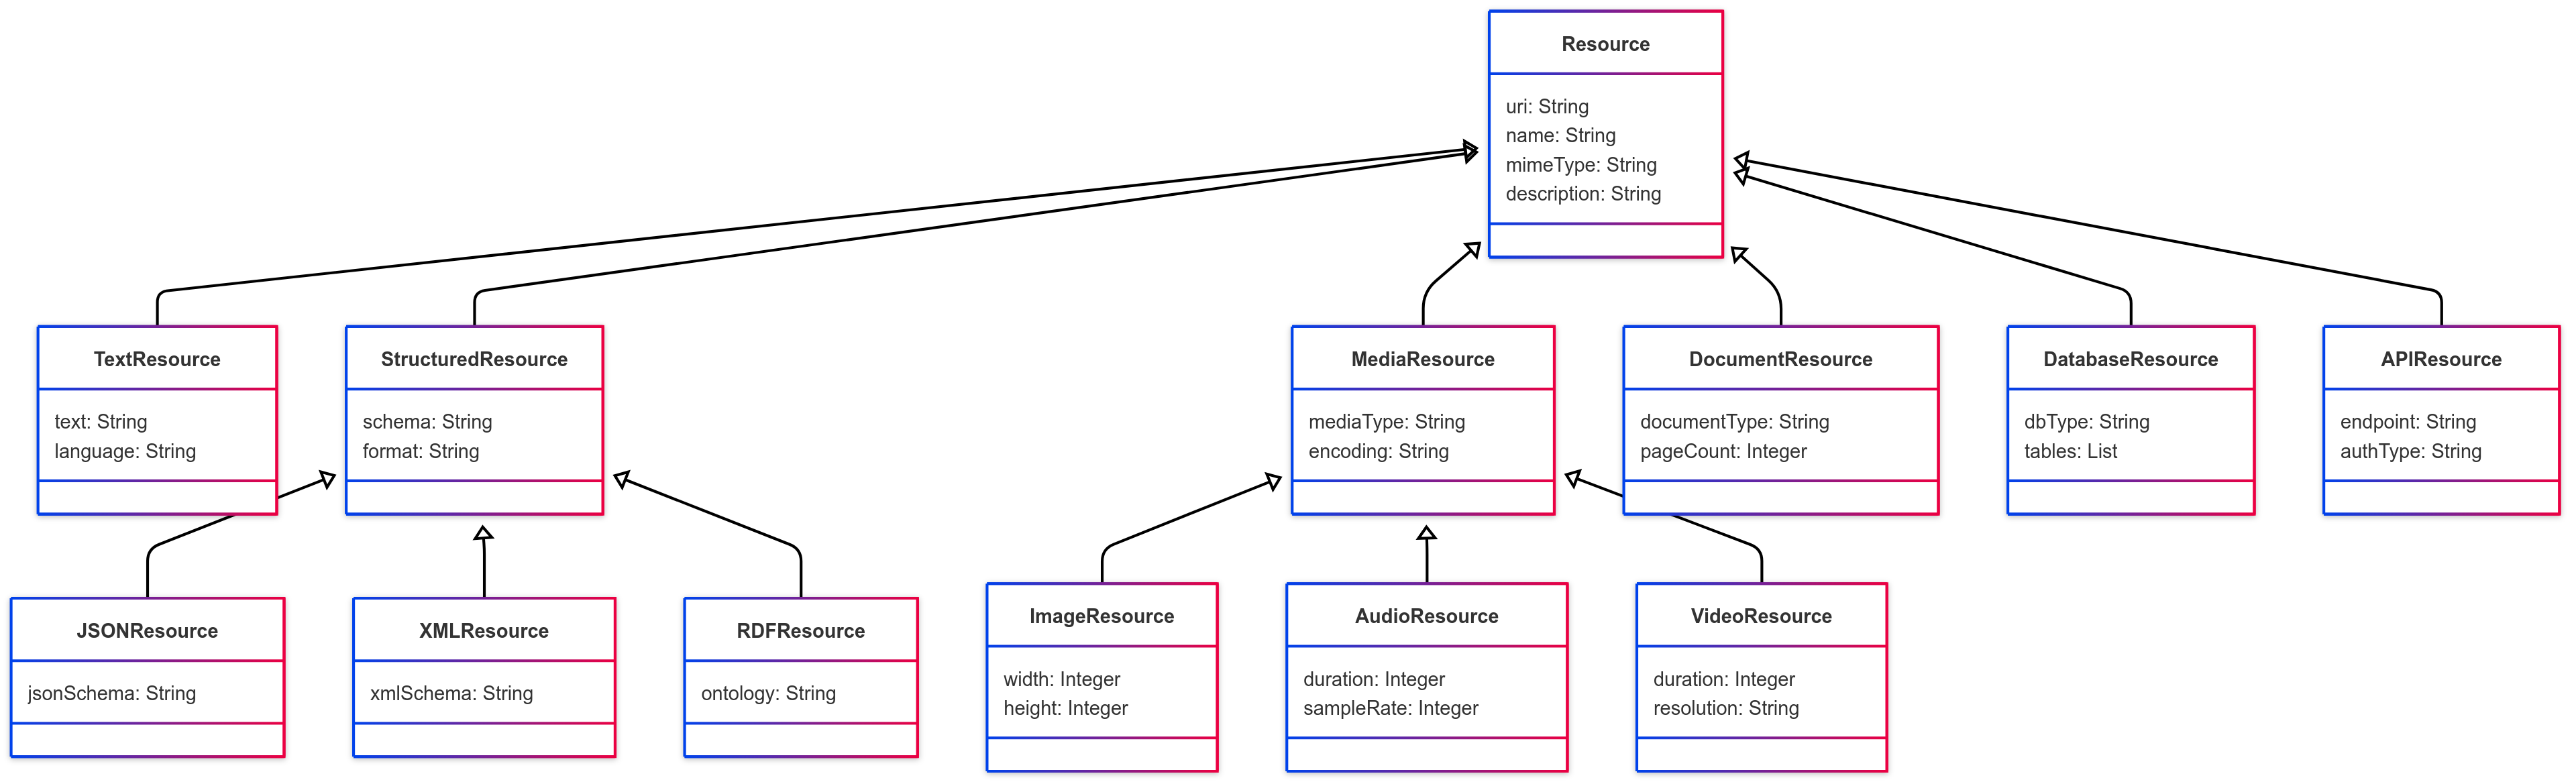 Resource
uri: String
name: String
mimeType: String
description: String
TextResource
text: String
language: String
StructuredResource
schema: String
format: String
MediaResource
mediaType: String
encoding: String
DocumentResource
documentType: String
pageCount: Integer
DatabaseResource
dbType: String
tables: List
APIResource
endpoint: String
authType: String
JSONResource
jsonSchema: String
XMLResource
xmlSchema: String
RDFResource
ontology: String
ImageResource
width: Integer
height: Integer
AudioResource
duration: Integer
sampleRate: Integer
VideoResource
duration: Integer
resolution: String